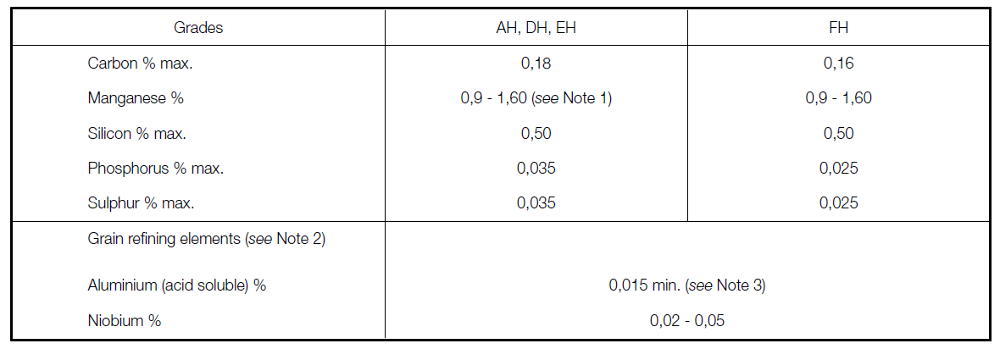 Grades AH, DH, EH FH
Carbon % max. 0,18 0,16
Manganese % 0,9 - 1,60 (see Note 1) 0,9 - 1,60
Silicon % max. 0,50 0,50
Phosphorus % max. 0,035 0,025
Sulphur % max. 0,035 0,025
Grain refining elements (see Note 2)
Aluminium (acid soluble) % 0,015 min. (see Note 3)
Niobium % 0,02 - 0,05